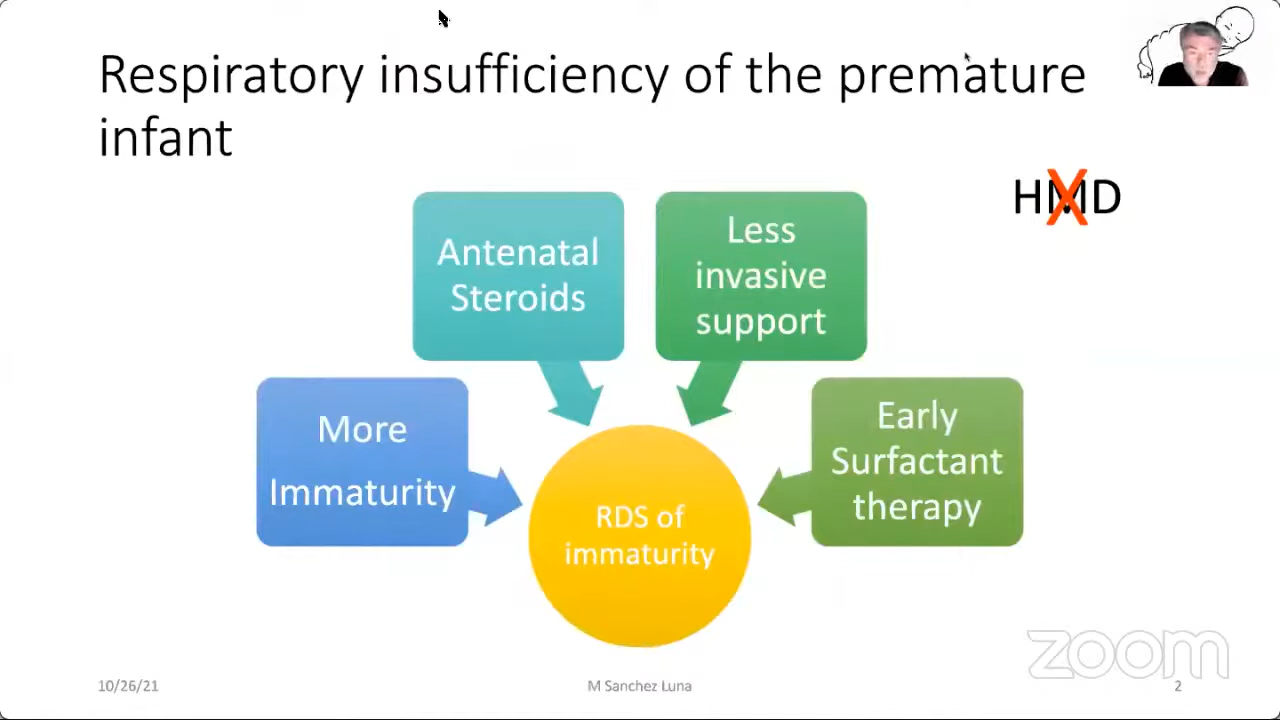 Respiratory insufficiency of the premature
infant
HMD
X
Antenatal
Steroids
Less
invasive
support
More
Immaturity
Early
Surfactant
therapy
RDS of
immaturity
zoom
10/26/21
M Sanchez Luna
2